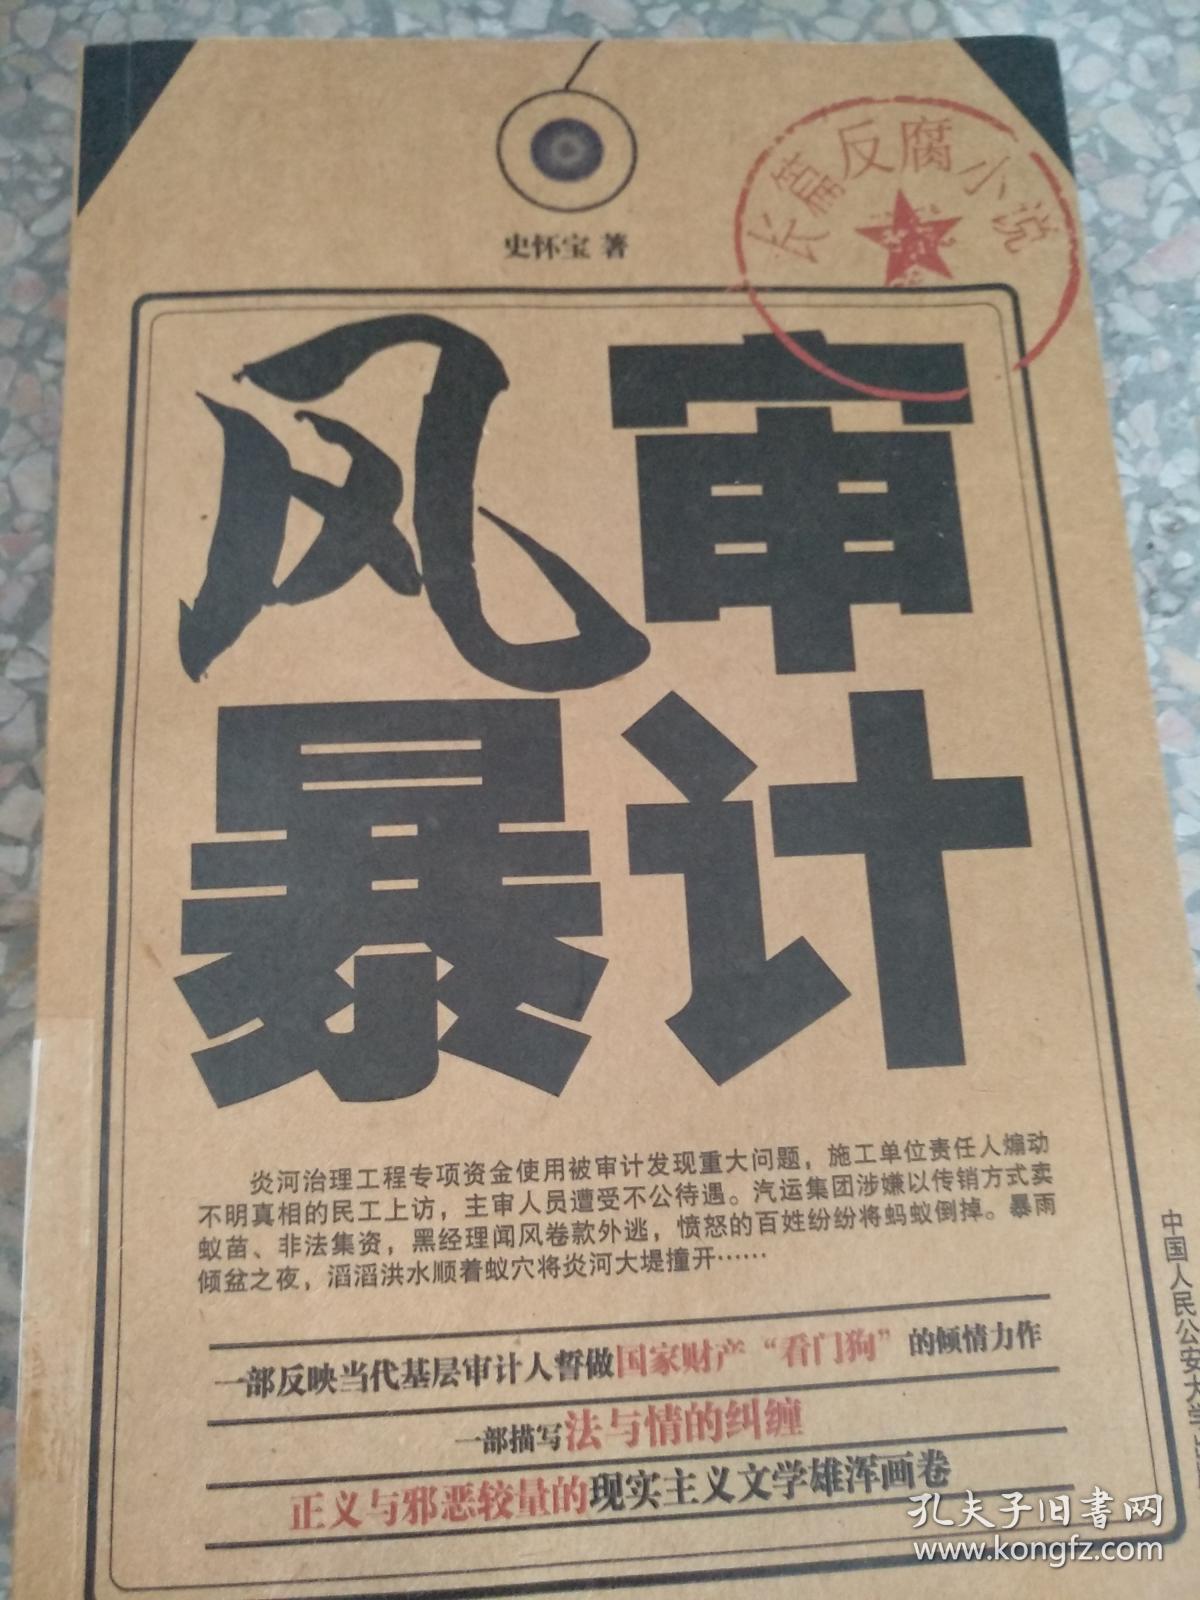 长篇反腐小说
史怀宝 著
审计
风暴
炎河治理工程专项资金使用被审计发现重大问题，施工单位责任人煽动
不明真相的民工上访，主审人员遭受不公待遇。汽运集团涉嫌以传销方式卖
蚁苗、非法集资，黑经理闻风卷款外逃，愤怒的百姓纷纷将蚂蚁倒掉。暴雨
倾盆之夜，滔滔洪水顺着蚁穴将炎河大堤撞开……
一部反映当代基层审计人誓做国家财产“看门狗”的倾情力作
一部描写法与情的纠缠
正义与邪恶较量的现实主义文学雄浑画卷
中国人民公安大学出
孔夫子旧书网
www.kongfz.com